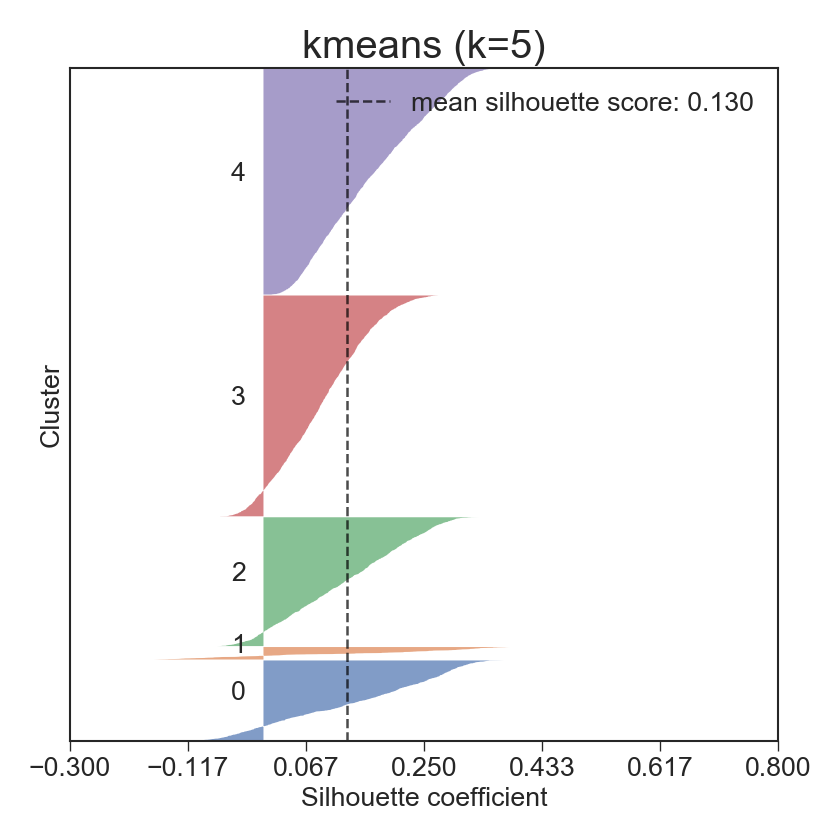 kmeans (k=5)
mean silhouette score: 0.130
4
3
2
1
0
Cluster
−0.300 −0.117 0.067 0.250 0.433 0.617 0.800
Silhouette coefficient